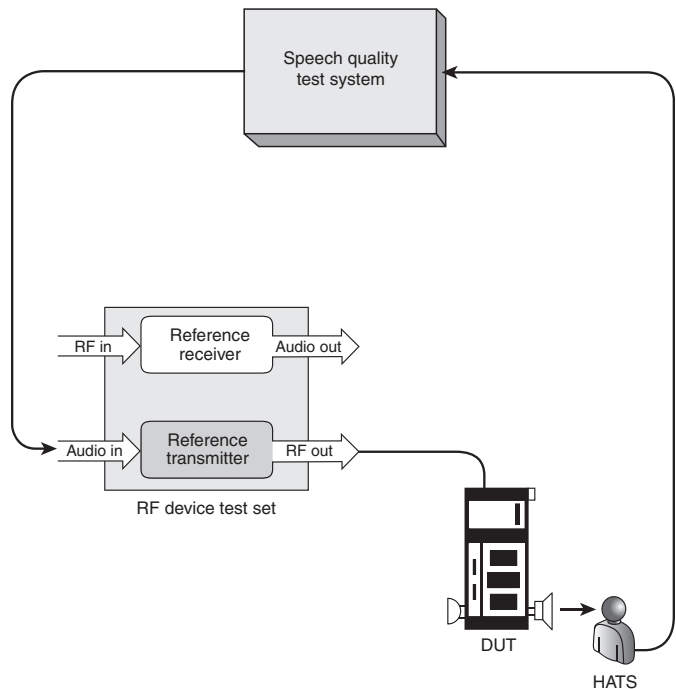 Speech quality
test system
RF in
Reference
receiver
Audio out
Audio in
Reference
transmitter
RF out
RF device test set
DUT
HATS